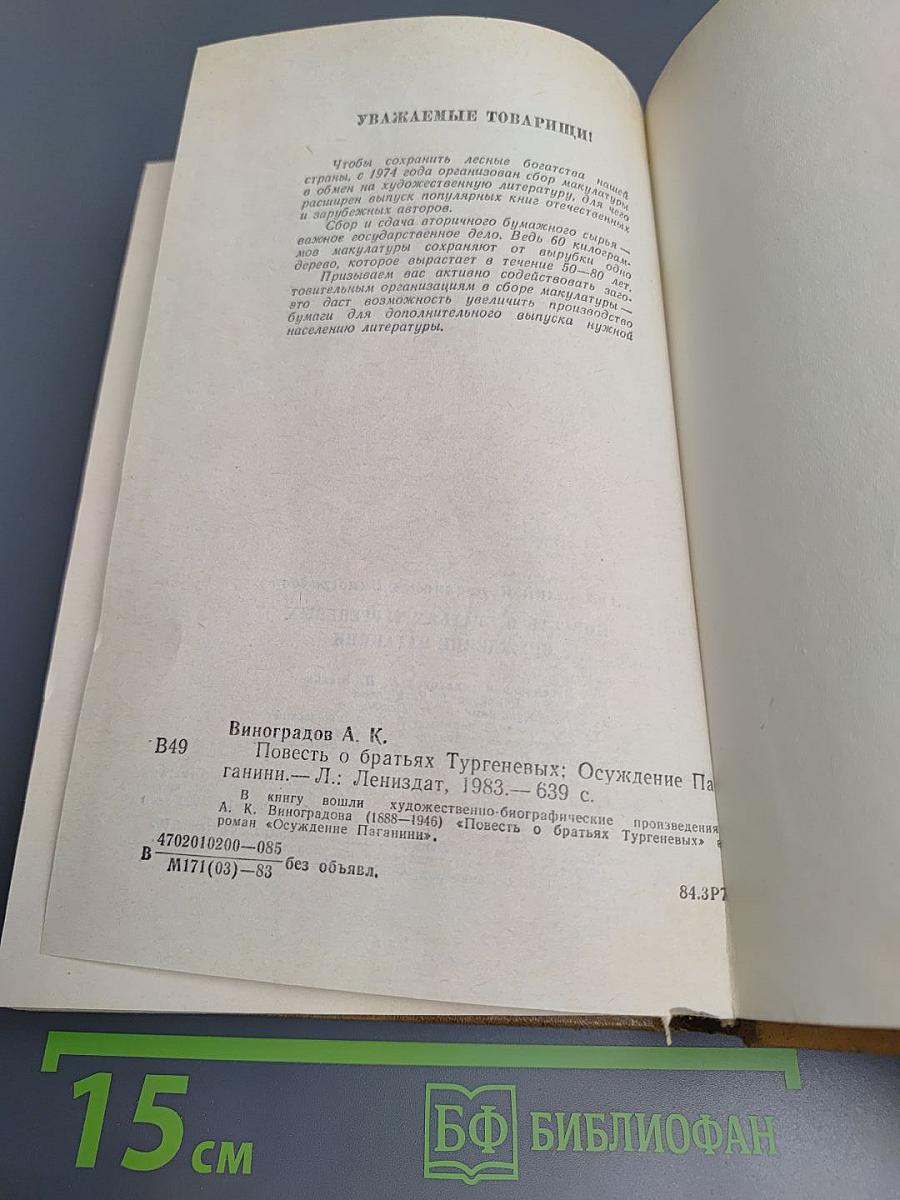 УВАЖАЕМЫЕ ТОВАРИЩИ!
Чтобы сохранить лесные богатства нашей
страны, с 1974 года организован сбор макулатуры
в обмен на художественную литературу, для чего
расширен выпуск популярных книг отечественных
и зарубежных авторов.
Сбор и сдача вторичного бумажного сырья —
важное государственное дело. Ведь 60 килограм-
мов макулатуры сохраняют от вырубки одно
дерево, которое вырастает в течение 50—80 лет.
Призываем вас активно содействовать заго-
товительным организациям в сборе макулатуры —
это даст возможность увеличить производство
бумаги для дополнительного выпуска нужной
населению литературы.
Виноградов А. К.
В49 Повесть о братьях Тургеневых; Осуждение Па
ганини.— Л.: Лениздат, 1983.— 639 с.
В книгу вошли художественно-биографические произведения
А. К. Виноградова (1888—1946) «Повесть о братьях Тургеневых» и
роман «Осуждение Паганини».
В 4702010200—085
М171(03)—83 без объявл.
84.3Р7
15 см
БФ БИБЛИОФАН